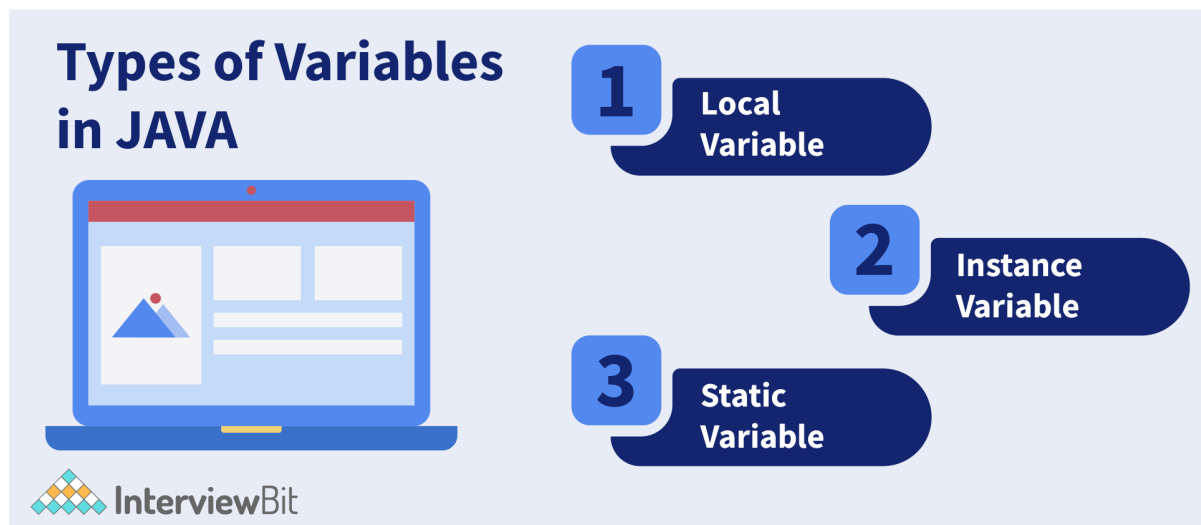 Types of Variables
in JAVA
1
Local
Variable
2
Instance
Variable
3
Static
Variable
InterviewBit